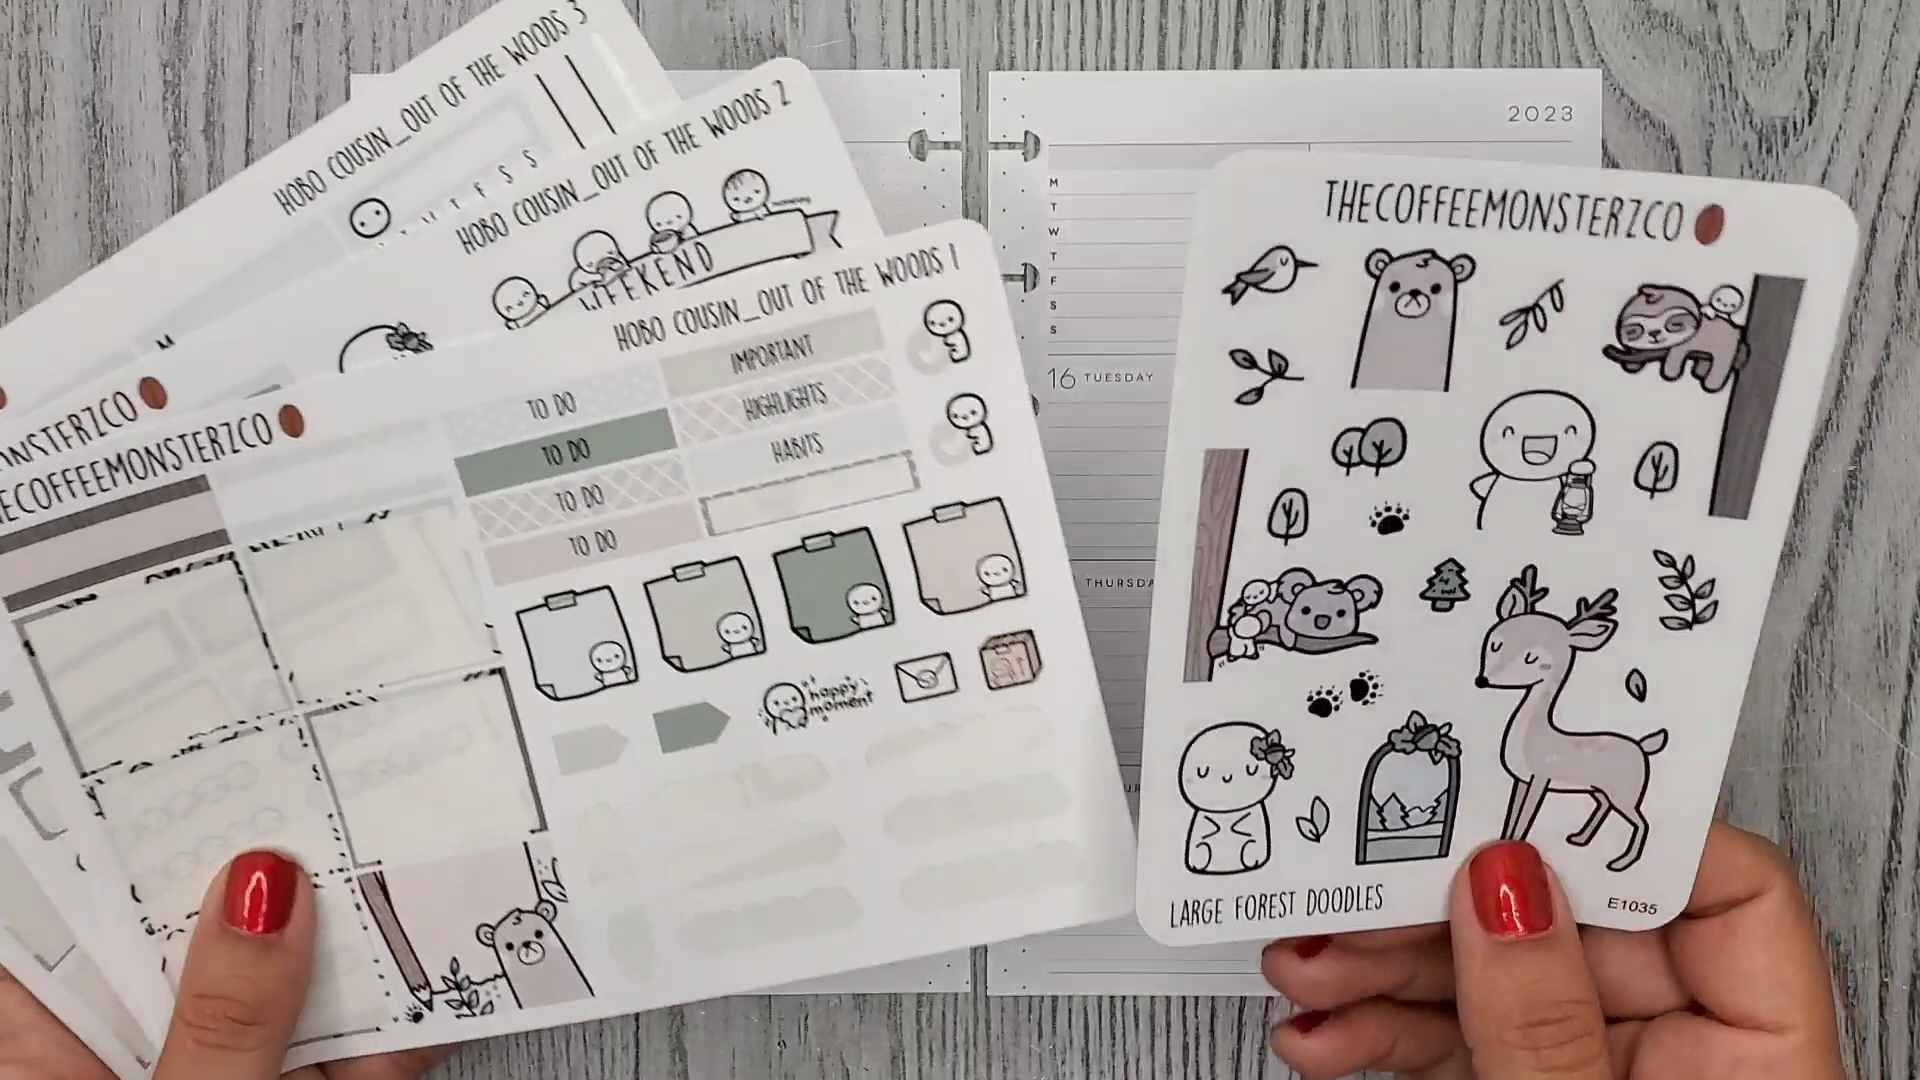 HOBO COUSIN_OUT OF THE WOODS 3
T F S S
HOBO COUSIN_OUT OF THE WOODS 2
WEEKEND
HOBO COUSIN_OUT OF THE WOODS 1
THECOFFEEMONSTERZCO
TO DO
TO DO
TO DO
TO DO
IMPORTANT
HIGHLIGHTS
HABITS
happy
moment
2023
M
T
W
T
F
S
S
16 TUESDAY
THURSDA
THECOFFEEMONSTERZCO
LARGE FOREST DOODLES
E1035